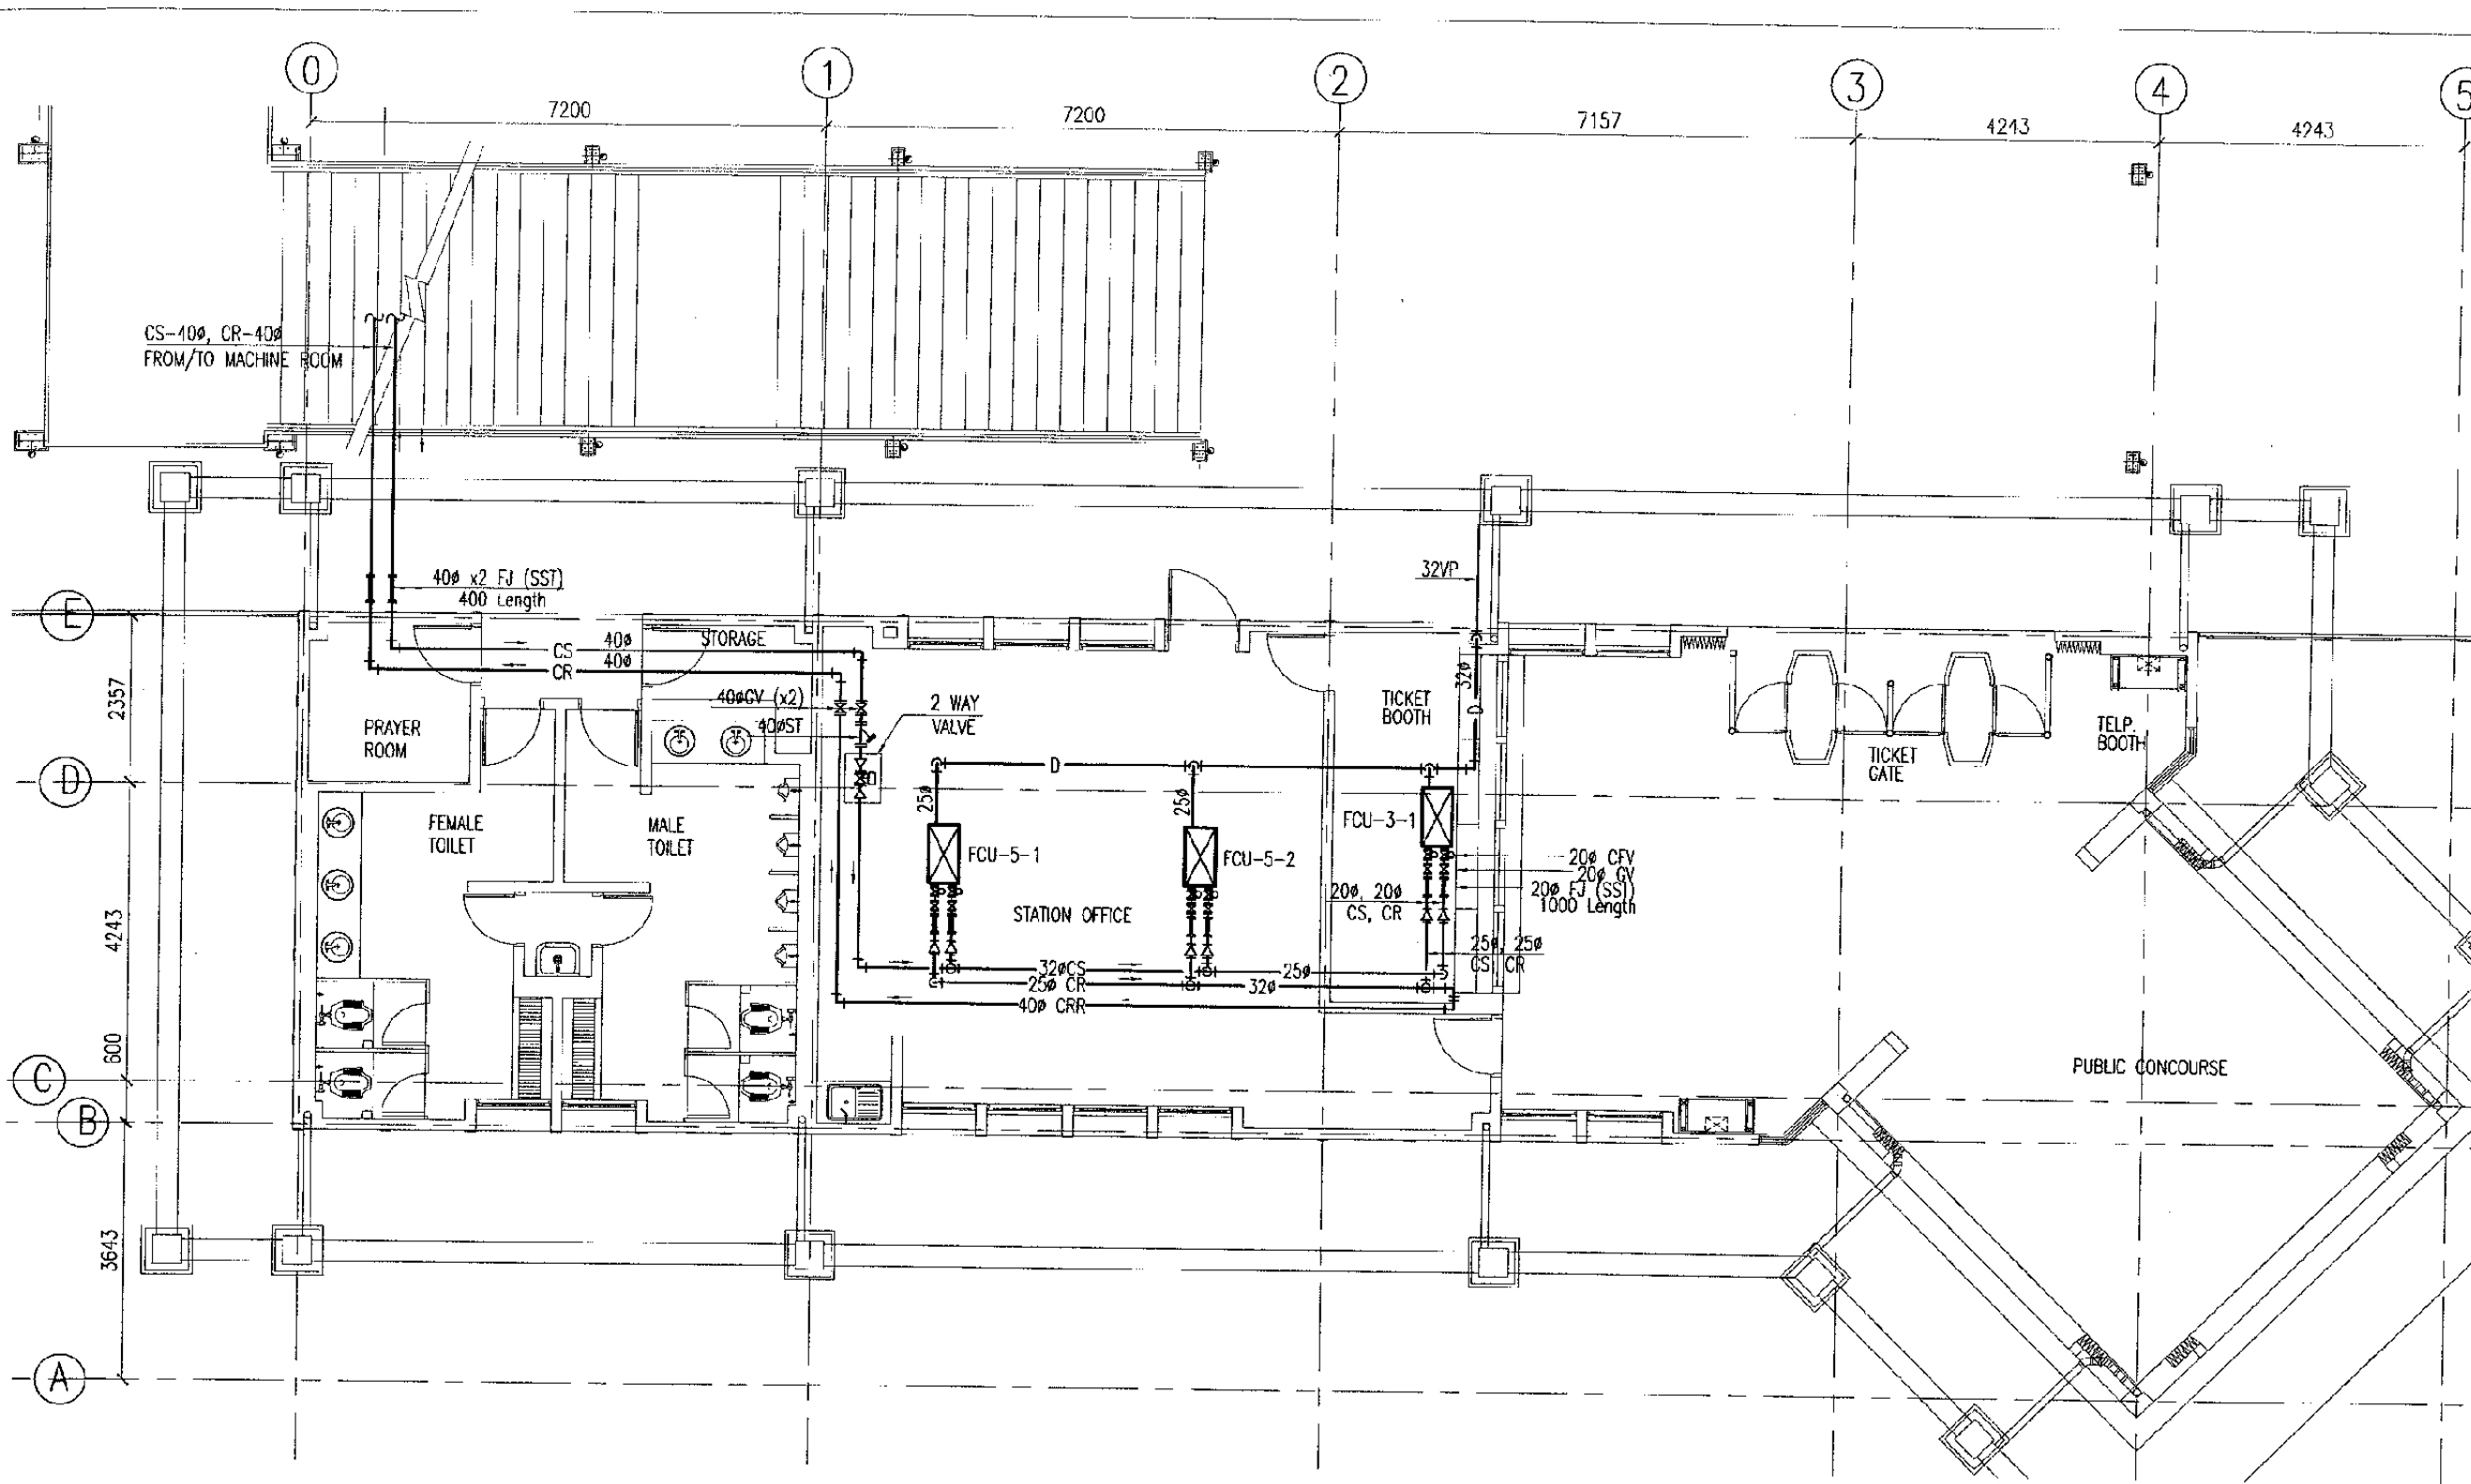 0
1
2
3
4
5
7200
7200
7157
4243
4243
CS-40ø, CR-40ø
FROM/TO MACHINE ROOM
40ø x2 FJ (SST)
400 Length
32VP
E
STORAGE
CS
40ø
CR
40ø
32ø
D
2357
40øGV (x2)
40øST
2 WAY
VALVE
PRAYER
ROOM
TICKET
BOOTH
TELP.
BOOTH
TICKET
GATE
D
D
25ø
25ø
FEMALE
TOILET
MALE
TOILET
FCU-5-1
FCU-5-2
FCU-3-1
20ø CFV
20ø GV
20ø FJ (SST)
1000 Length
20ø, 20ø
CS, CR
STATION OFFICE
4243
25ø, 25ø
CS, CR
32øCS
25ø
25ø CR
32ø
40ø CRR
600
C
PUBLIC CONCOURSE
B
3643
A